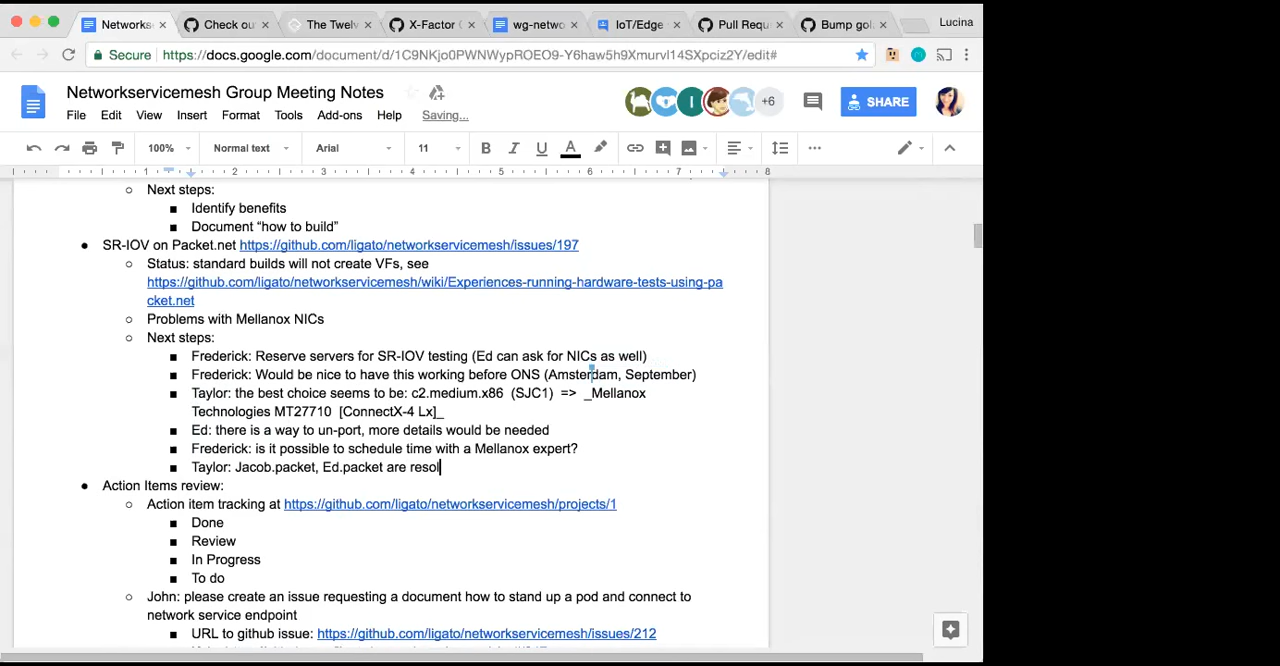 Networks
Check ou
The Twel
X-Factor
wg-netwo
IoT/Edge
Pull Requ
Bump gol
Lucina
Secure
https://docs.google.com/document/d/1C9NKjo0PWNWypROEO9-Y6haw5h9Xmurvl14SXpciz2Y/edit#
Networkservicemesh Group Meeting Notes
+6
SHARE
File Edit View Insert Format Tools Add-ons Help Saving...
100% Normal text Arial 11 B I U A
1 2 3 4 5 6 7 8
Next steps:
Identify benefits
Document “how to build”
SR-IOV on Packet.net https://github.com/ligato/networkservicemesh/issues/197
Status: standard builds will not create VFs, see
https://github.com/ligato/networkservicemesh/wiki/Experiences-running-hardware-tests-using-pa
cket.net
Problems with Mellanox NICs
Next steps:
Frederick: Reserve servers for SR-IOV testing (Ed can ask for NICs as well)
Frederick: Would be nice to have this working before ONS (Amsterdam, September)
Taylor: the best choice seems to be: c2.medium.x86 (SJC1) => _Mellanox
Technologies MT27710 [ConnectX-4 Lx]_
Ed: there is a way to un-port, more details would be needed
Frederick: is it possible to schedule time with a Mellanox expert?
Taylor: Jacob.packet, Ed.packet are resol
Action Items review:
Action item tracking at https://github.com/ligato/networkservicemesh/projects/1
Done
Review
In Progress
To do
John: please create an issue requesting a document how to stand up a pod and connect to
network service endpoint
URL to github issue: https://github.com/ligato/networkservicemesh/issues/212